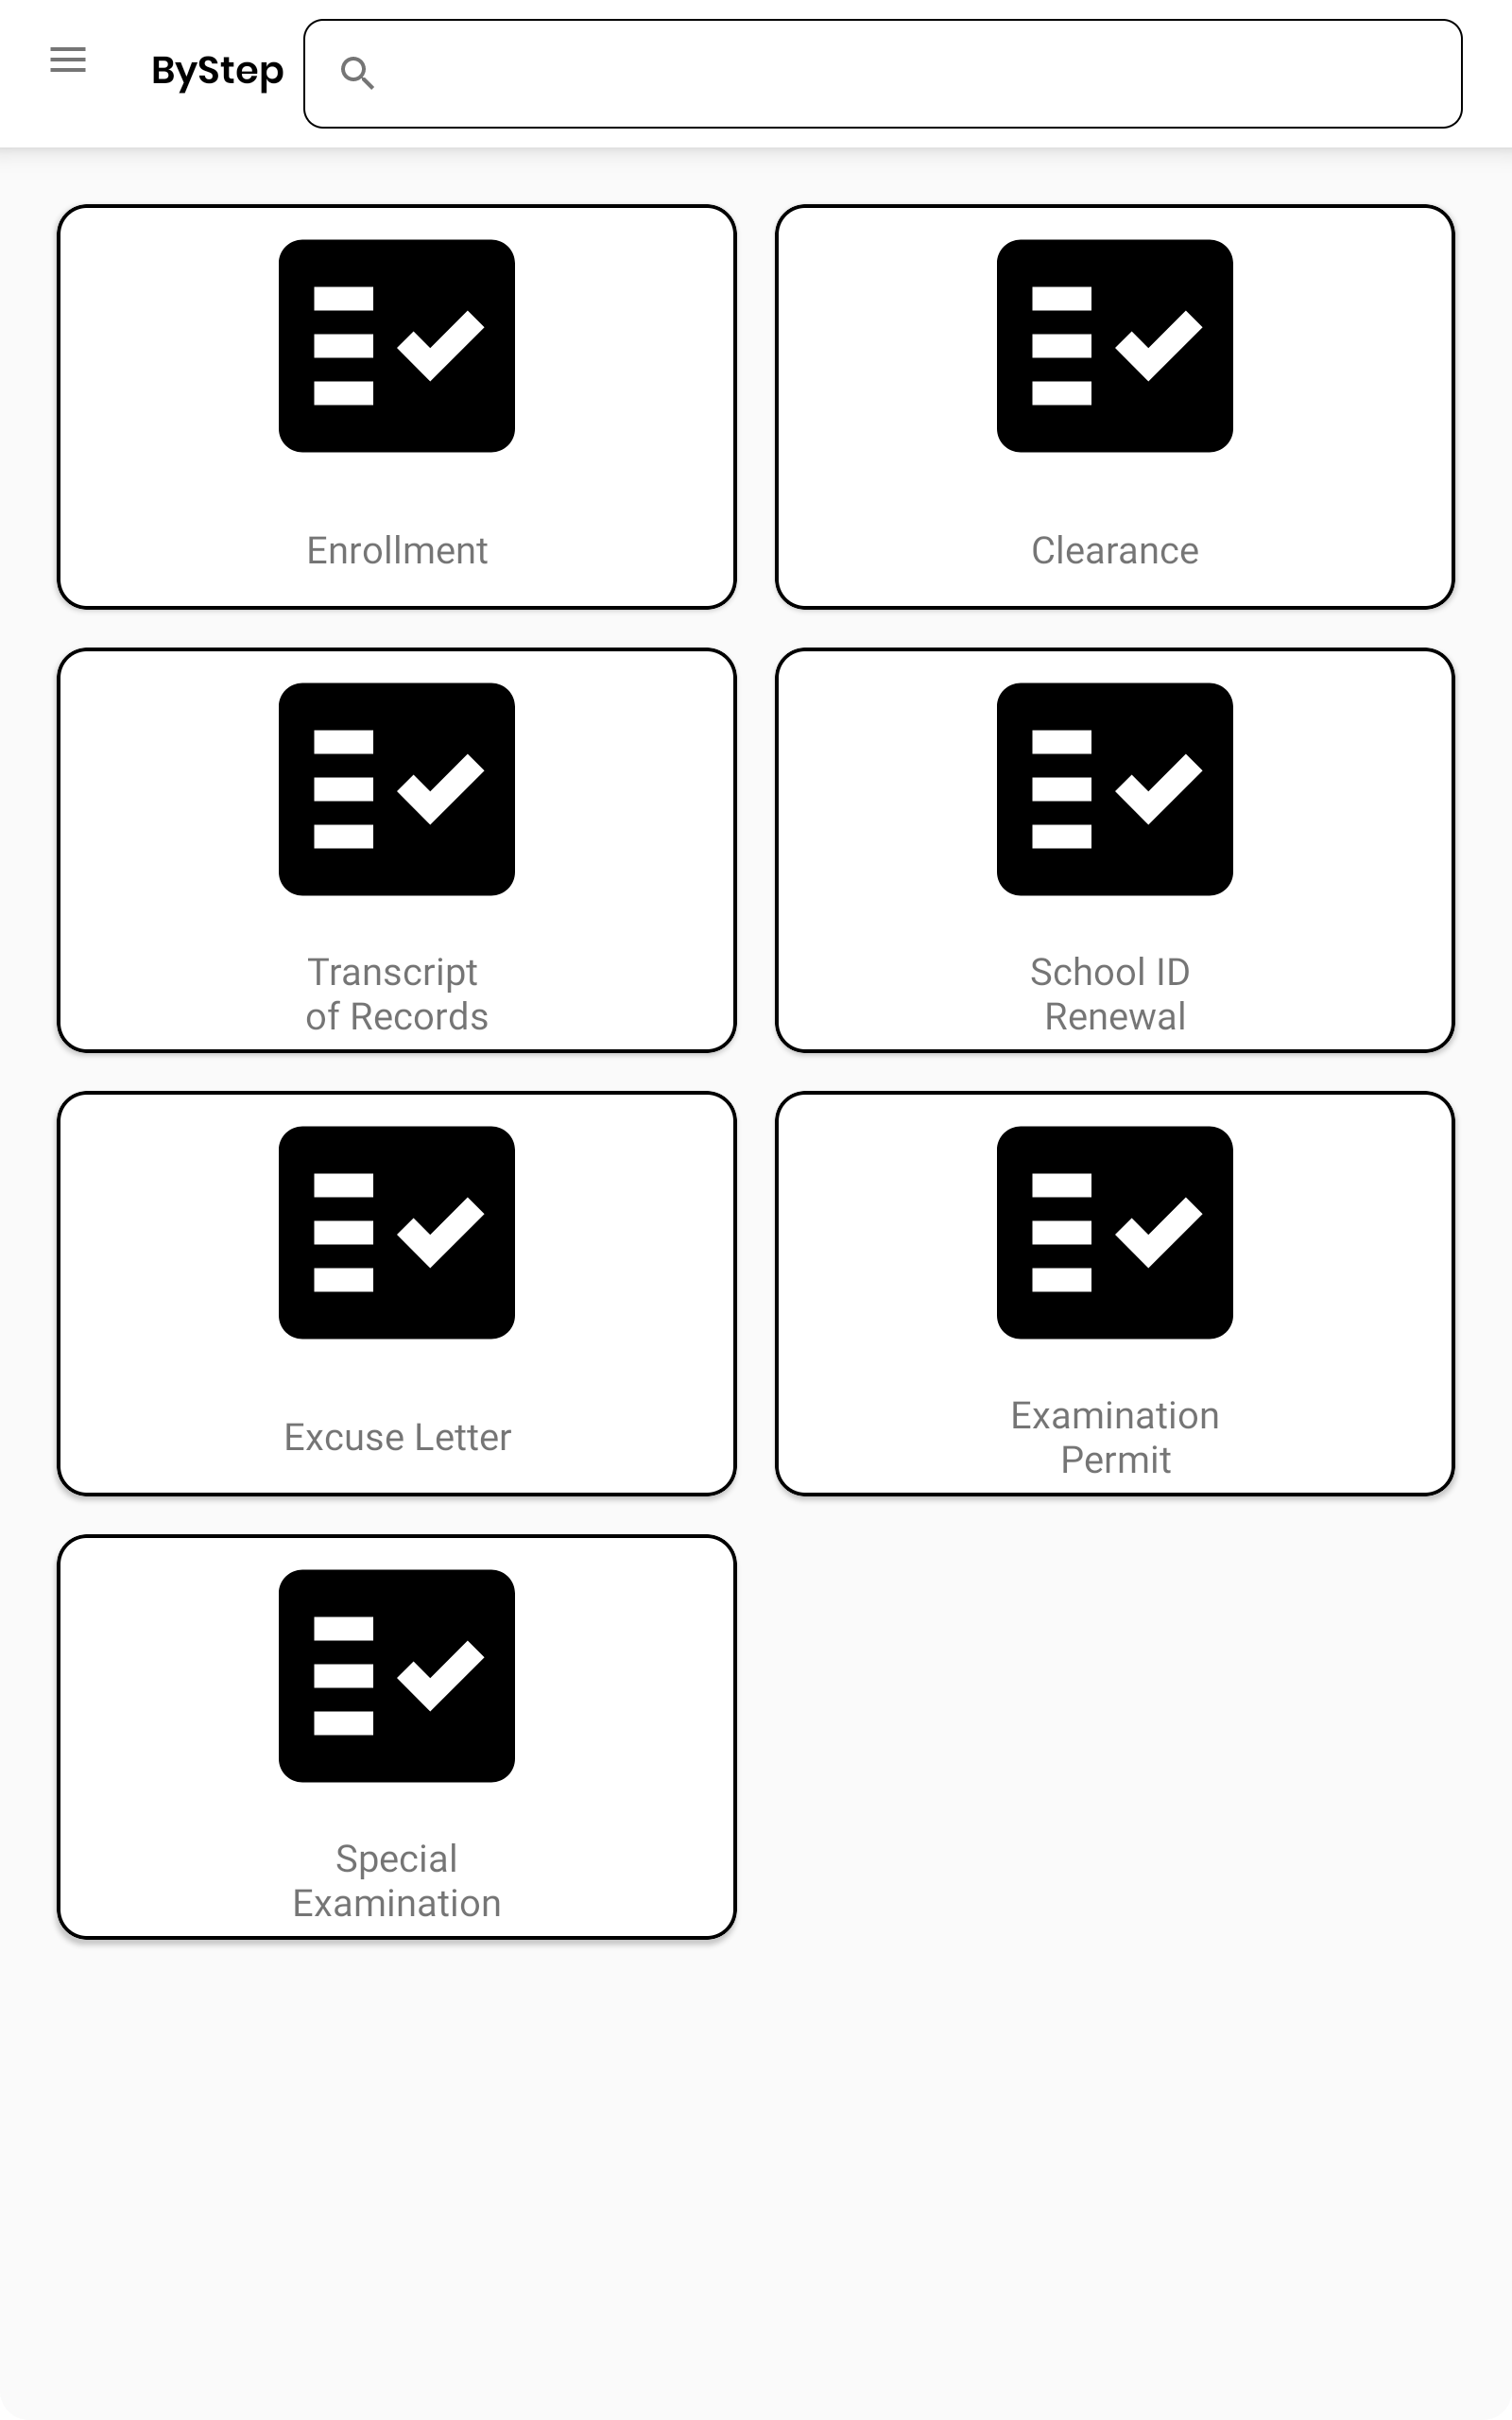 ByStep
Enrollment
Clearance
Transcript
of Records
School ID
Renewal
Excuse Letter
Examination
Permit
Special
Examination